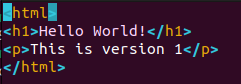 <html>
<h1>Hello World!</h1>
<p>This is version 1</p>
</html>